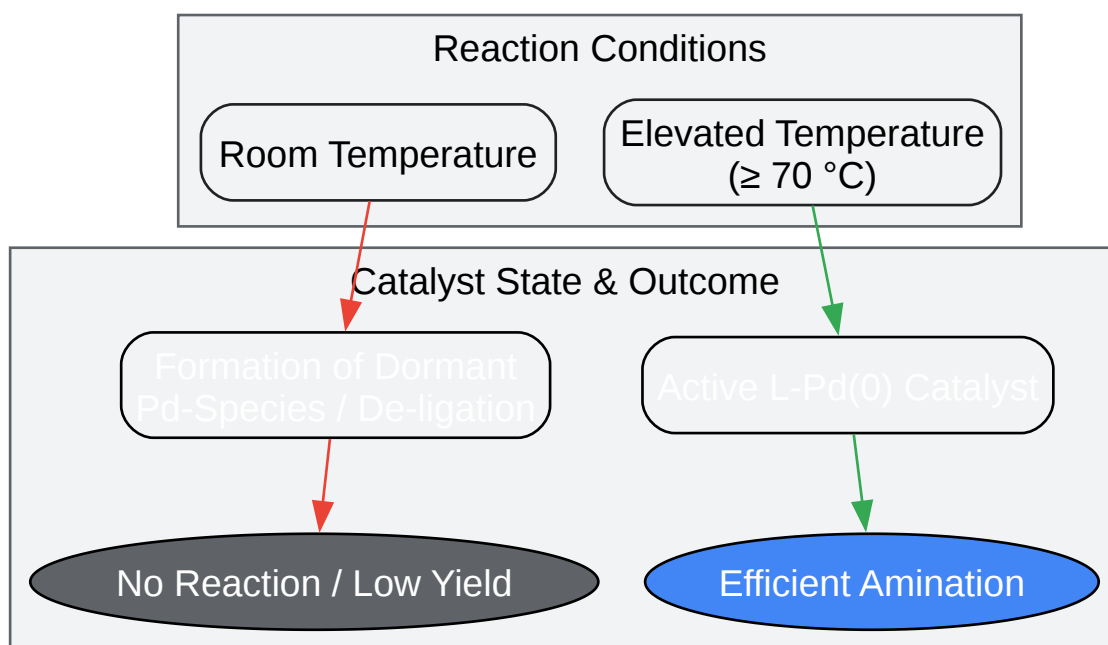 Reaction Conditions
Room Temperature
Elevated Temperature
(≥ 70 °C)
Catalyst State & Outcome
Formation of Dormant
Pd-Species / De-ligation
Active L-Pd(0) Catalyst
No Reaction / Low Yield
Efficient Amination